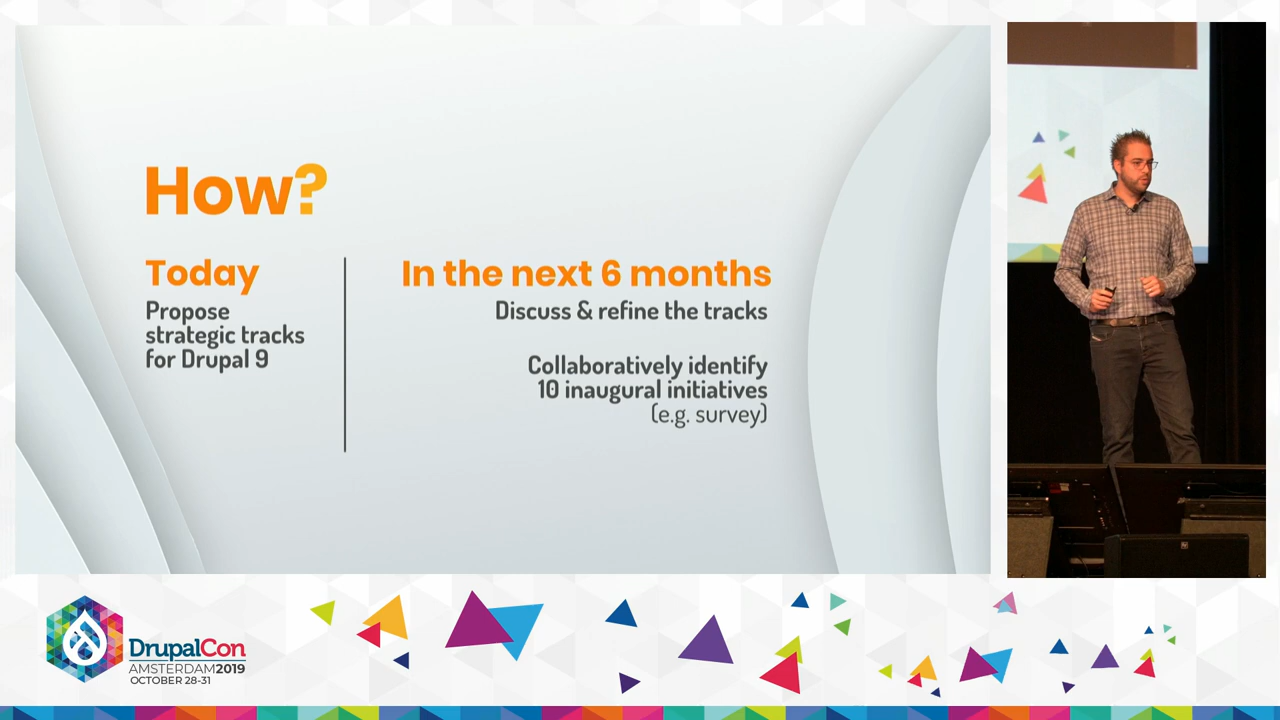 How?
Today
Propose
strategic tracks
for Drupal 9
In the next 6 months
Discuss & refine the tracks
Collaboratively identify
10 inaugural initiatives
(e.g. survey)
DrupalCon
AMSTERDAM2019
OCTOBER 28-31